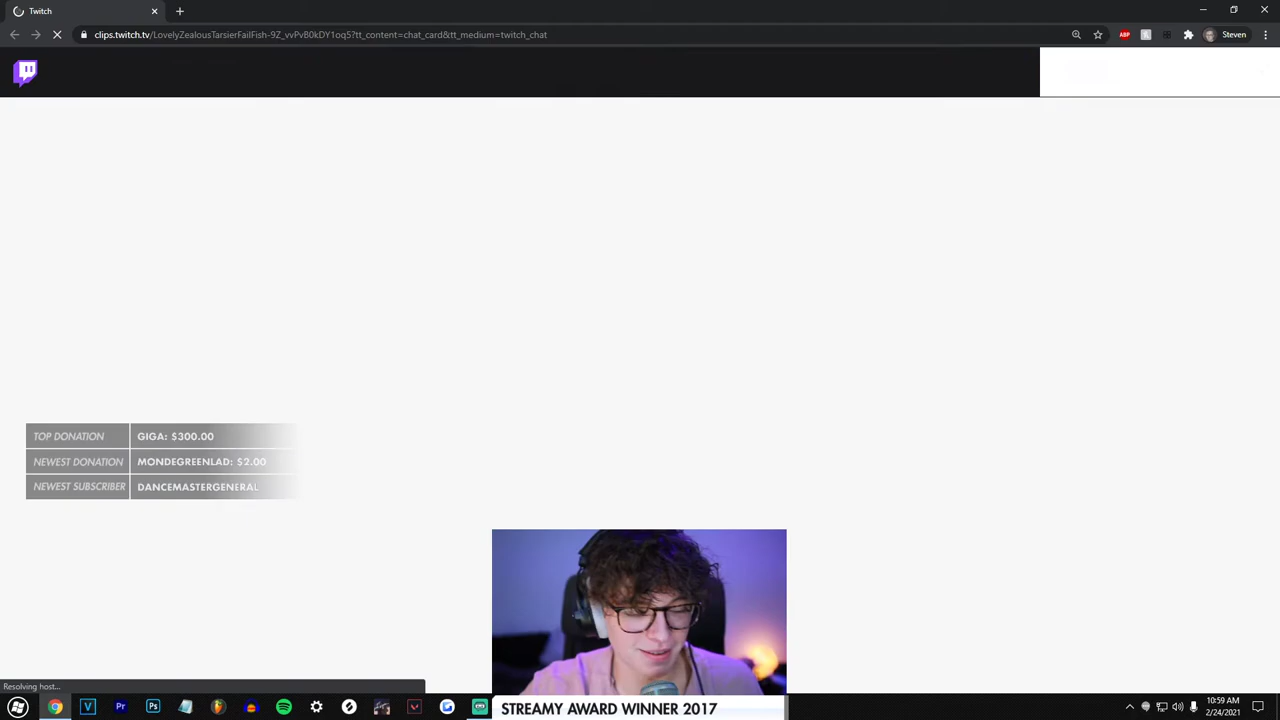 Twitch
clips.twitch.tv/LovelyZealousTarsierFailFish-9Z_vvPvB0kDY1oq5?tt_content=chat_card&tt_medium=twitch_chat
ABP
Steven
TOP DONATION GIGA: $300.00
NEWEST DONATION MONDEGREENLAD: $2.00
NEWEST SUBSCRIBER DANCEMASTERGENERAL
Resolving host...
STREAMY AWARD WINNER 2017
10:59 AM
2/24/2021